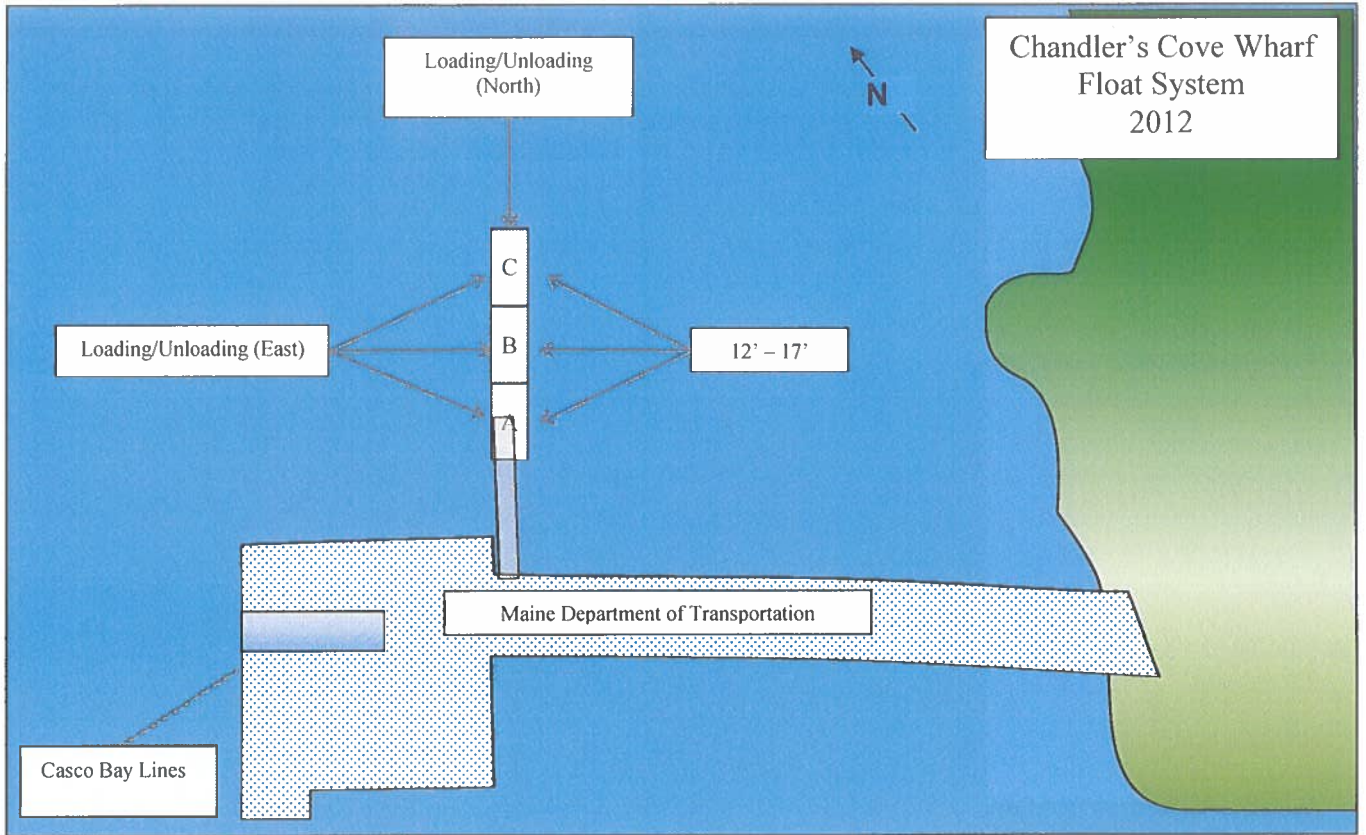 Loading/Unloading
(North)
N
Chandler's Cove Wharf
Float System
2012
C
Loading/Unloading (East)
B
12' – 17'
A
Maine Department of Transportation
Casco Bay Lines